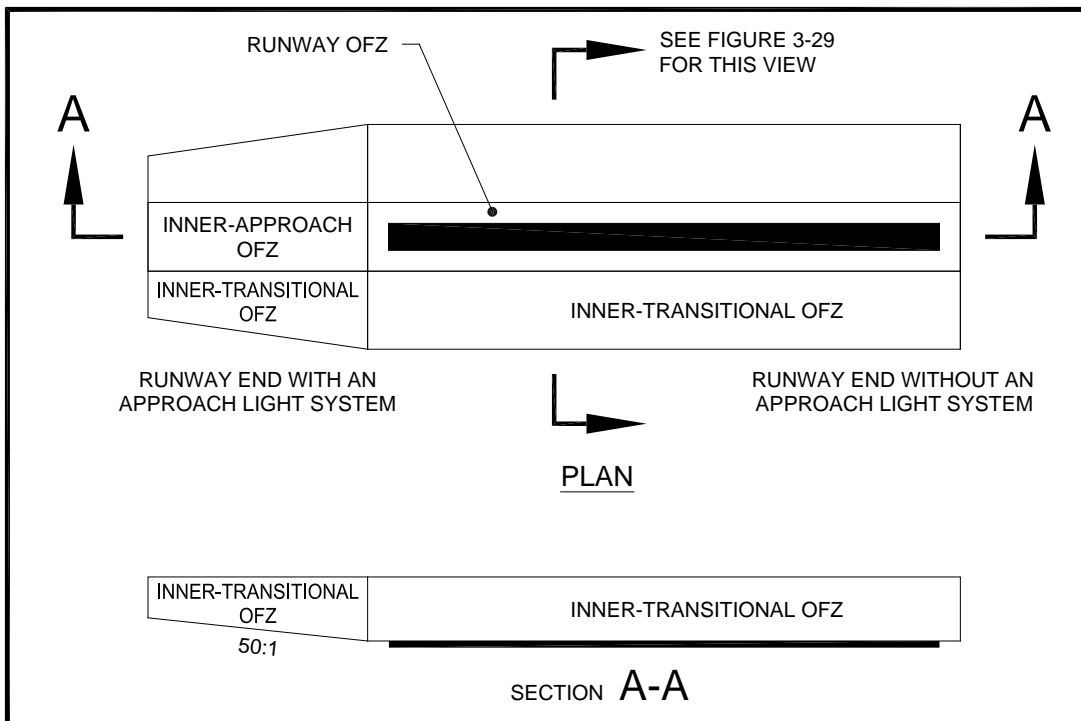 RUNWAY OFZ
SEE FIGURE 3-29
FOR THIS VIEW
A
A
INNER-APPROACH
OFZ
INNER-TRANSITIONAL
OFZ
INNER-TRANSITIONAL OFZ
RUNWAY END WITH AN
APPROACH LIGHT SYSTEM
RUNWAY END WITHOUT AN
APPROACH LIGHT SYSTEM
PLAN
INNER-TRANSITIONAL
OFZ
50:1
INNER-TRANSITIONAL OFZ
SECTION A-A